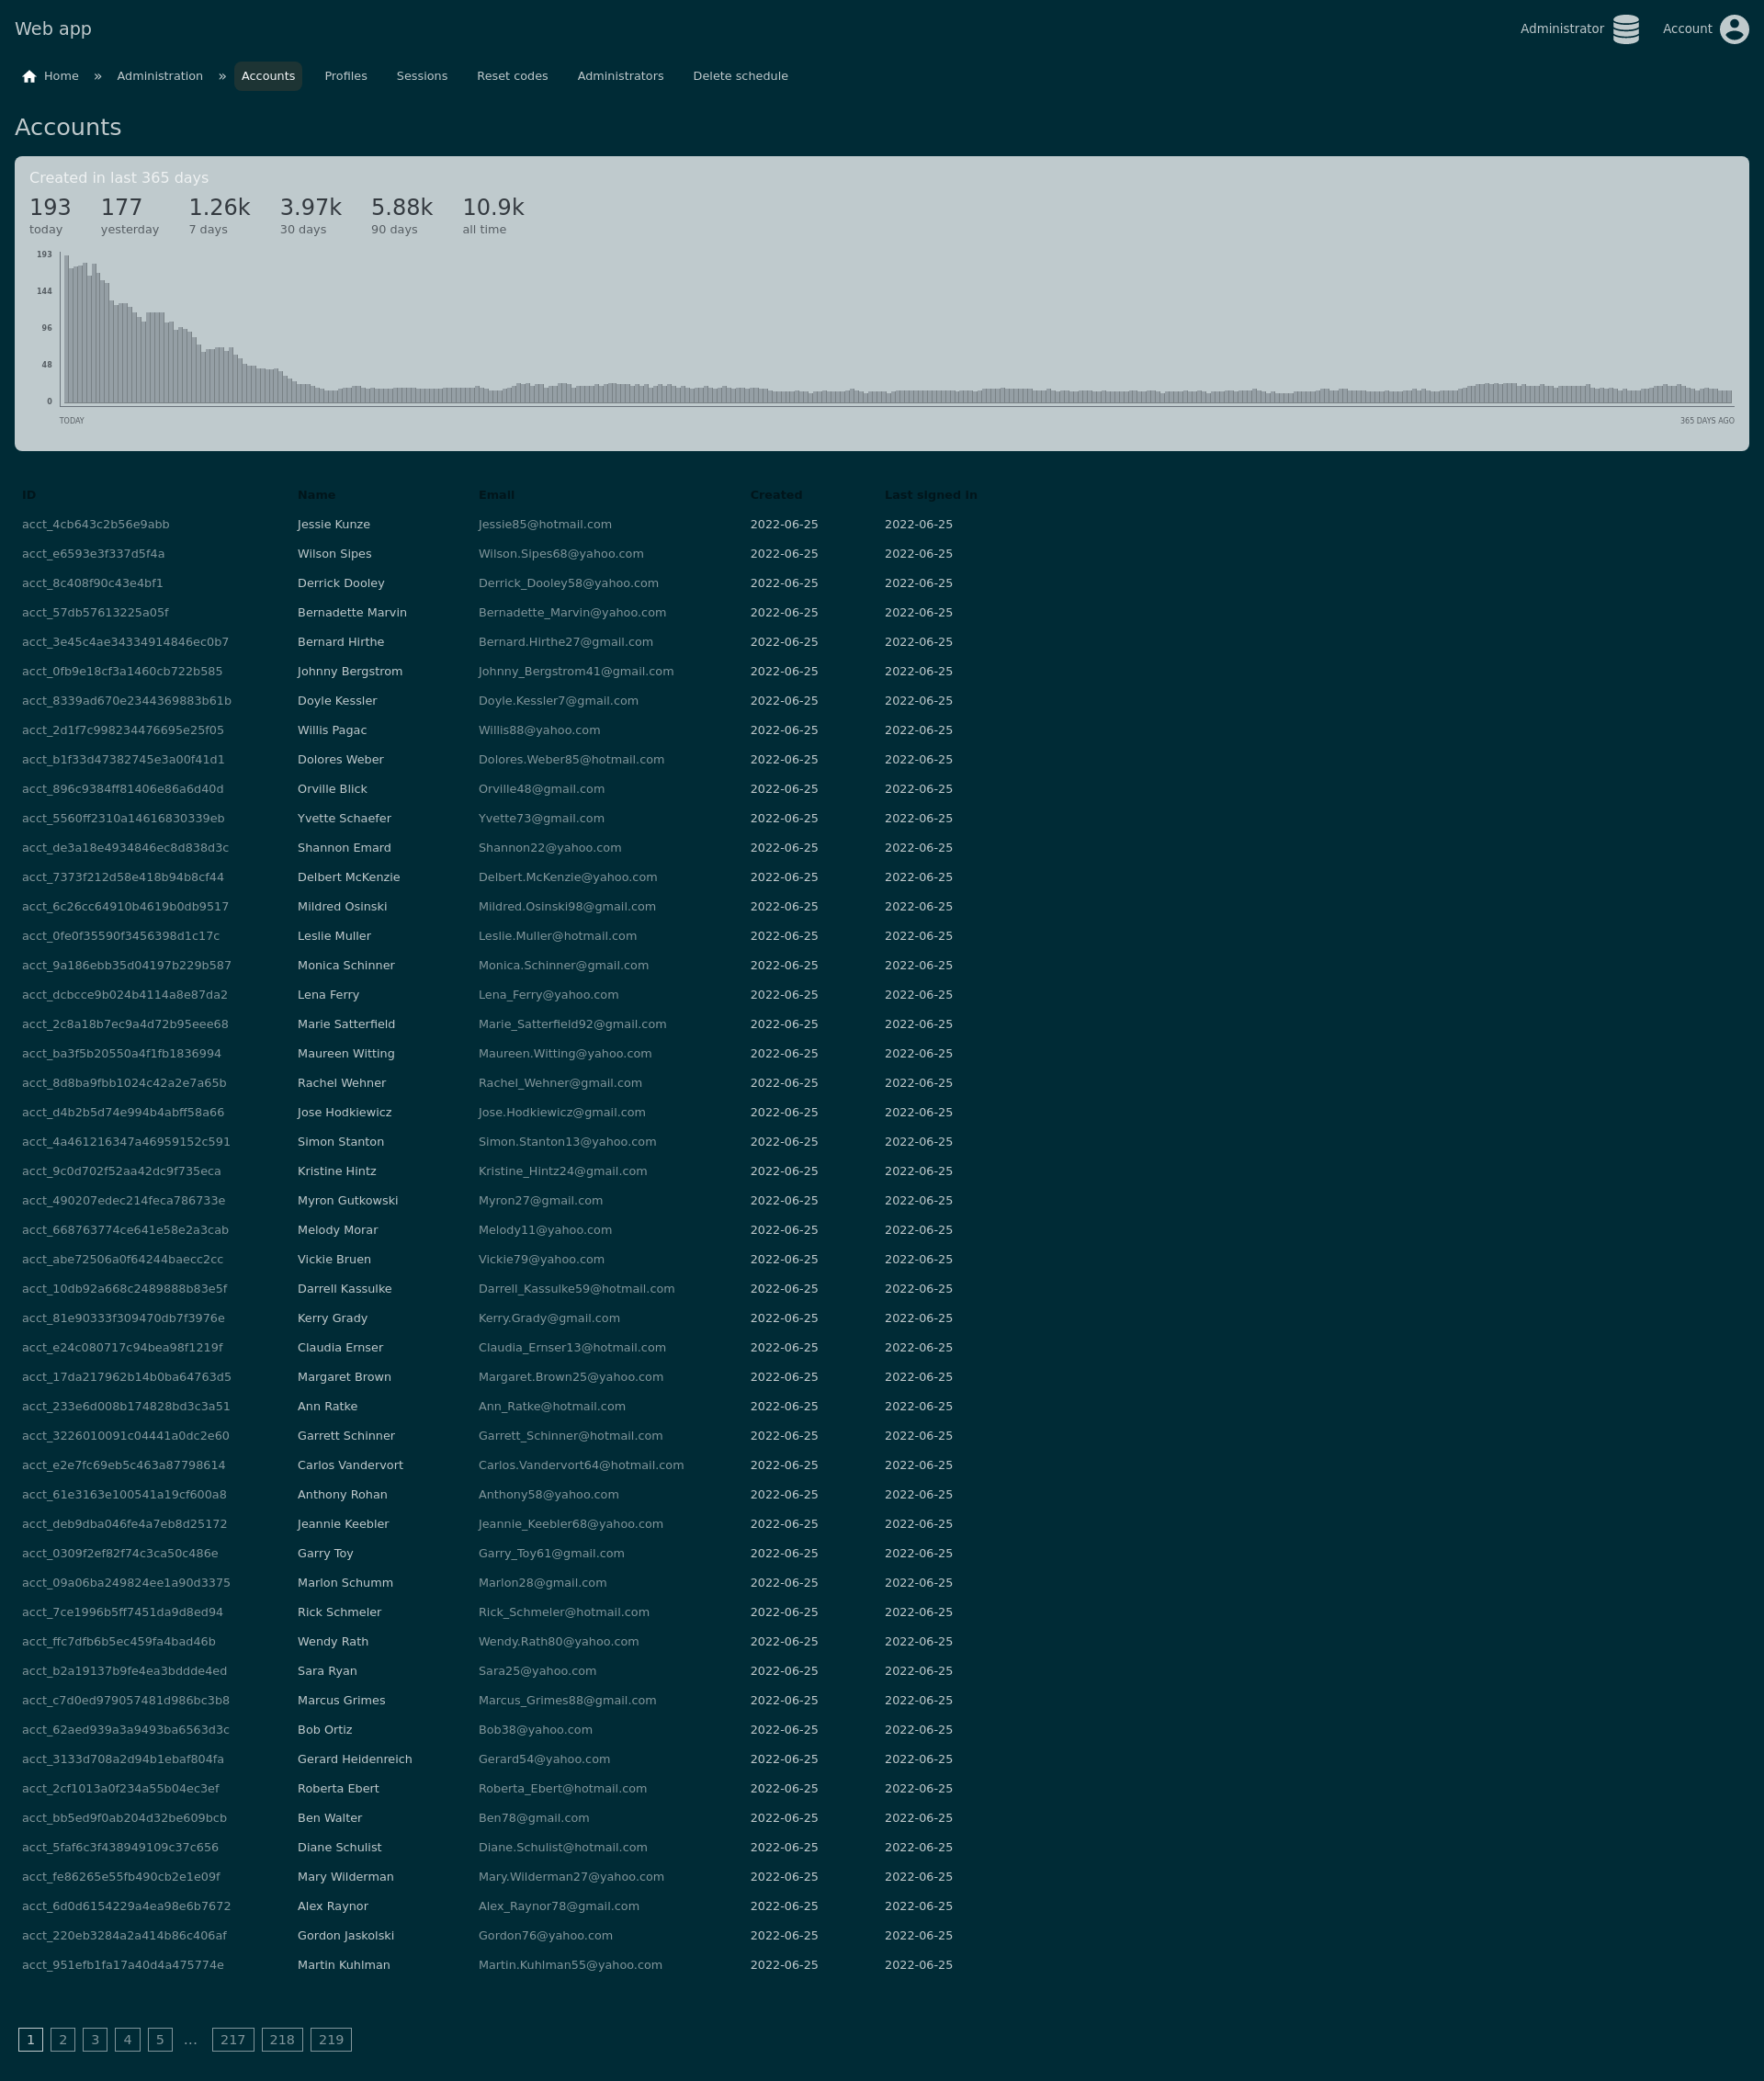 Web app
Administrator Account
Home » Administration » Accounts Profiles Sessions Reset codes Administrators Delete schedule
Accounts
Created in last 365 days
193 177 1.26k 3.97k 5.88k 10.9k
today yesterday 7 days 30 days 90 days all time
193
144
96
48
0
TODAY 365 DAYS AGO
ID Name Email Created Last signed in
acct_4cb643c2b56e9abb Jessie Kunze Jessie85@hotmail.com 2022-06-25 2022-06-25
acct_e6593e3f337d5f4a Wilson Sipes Wilson.Sipes68@yahoo.com 2022-06-25 2022-06-25
acct_8c408f90c43e4bf1 Derrick Dooley Derrick_Dooley58@yahoo.com 2022-06-25 2022-06-25
acct_57db57613225a05f Bernadette Marvin Bernadette_Marvin@yahoo.com 2022-06-25 2022-06-25
acct_3e45c4ae34334914846ec0b7 Bernard Hirthe Bernard.Hirthe27@gmail.com 2022-06-25 2022-06-25
acct_0fb9e18cf3a1460cb722b585 Johnny Bergstrom Johnny_Bergstrom41@gmail.com 2022-06-25 2022-06-25
acct_8339ad670e2344369883b61b Doyle Kessler Doyle.Kessler7@gmail.com 2022-06-25 2022-06-25
acct_2d1f7c998234476695e25f05 Willis Pagac Willis88@yahoo.com 2022-06-25 2022-06-25
acct_b1f33d47382745e3a00f41d1 Dolores Weber Dolores.Weber85@hotmail.com 2022-06-25 2022-06-25
acct_896c9384ff81406e86a6d40d Orville Blick Orville48@gmail.com 2022-06-25 2022-06-25
acct_5560ff2310a14616830339eb Yvette Schaefer Yvette73@gmail.com 2022-06-25 2022-06-25
acct_de3a18e4934846ec8d838d3c Shannon Emard Shannon22@yahoo.com 2022-06-25 2022-06-25
acct_7373f212d58e418b94b8cf44 Delbert McKenzie Delbert.McKenzie@yahoo.com 2022-06-25 2022-06-25
acct_6c26cc64910b4619b0db9517 Mildred Osinski Mildred.Osinski98@gmail.com 2022-06-25 2022-06-25
acct_0fe0f35590f3456398d1c17c Leslie Muller Leslie.Muller@hotmail.com 2022-06-25 2022-06-25
acct_9a186ebb35d04197b229b587 Monica Schinner Monica.Schinner@gmail.com 2022-06-25 2022-06-25
acct_dcbcce9b024b4114a8e87da2 Lena Ferry Lena_Ferry@yahoo.com 2022-06-25 2022-06-25
acct_2c8a18b7ec9a4d72b95eee68 Marie Satterfield Marie_Satterfield92@gmail.com 2022-06-25 2022-06-25
acct_ba3f5b20550a4f1fb1836994 Maureen Witting Maureen.Witting@yahoo.com 2022-06-25 2022-06-25
acct_8d8ba9fbb1024c42a2e7a65b Rachel Wehner Rachel_Wehner@gmail.com 2022-06-25 2022-06-25
acct_d4b2b5d74e994b4abff58a66 Jose Hodkiewicz Jose.Hodkiewicz@gmail.com 2022-06-25 2022-06-25
acct_4a461216347a46959152c591 Simon Stanton Simon.Stanton13@yahoo.com 2022-06-25 2022-06-25
acct_9c0d702f52aa42dc9f735eca Kristine Hintz Kristine_Hintz24@gmail.com 2022-06-25 2022-06-25
acct_490207edec214feca786733e Myron Gutkowski Myron27@gmail.com 2022-06-25 2022-06-25
acct_668763774ce641e58e2a3cab Melody Morar Melody11@yahoo.com 2022-06-25 2022-06-25
acct_abe72506a0f64244baecc2cc Vickie Bruen Vickie79@yahoo.com 2022-06-25 2022-06-25
acct_10db92a668c2489888b83e5f Darrell Kassulke Darrell_Kassulke59@hotmail.com 2022-06-25 2022-06-25
acct_81e90333f309470db7f3976e Kerry Grady Kerry.Grady@gmail.com 2022-06-25 2022-06-25
acct_e24c080717c94bea98f1219f Claudia Ernser Claudia_Ernser13@hotmail.com 2022-06-25 2022-06-25
acct_17da217962b14b0ba64763d5 Margaret Brown Margaret.Brown25@yahoo.com 2022-06-25 2022-06-25
acct_233e6d008b174828bd3c3a51 Ann Ratke Ann_Ratke@hotmail.com 2022-06-25 2022-06-25
acct_3226010091c04441a0dc2e60 Garrett Schinner Garrett_Schinner@hotmail.com 2022-06-25 2022-06-25
acct_e2e7fc69eb5c463a87798614 Carlos Vandervort Carlos.Vandervort64@hotmail.com 2022-06-25 2022-06-25
acct_61e3163e100541a19cf600a8 Anthony Rohan Anthony58@yahoo.com 2022-06-25 2022-06-25
acct_deb9dba046fe4a7eb8d25172 Jeannie Keebler Jeannie_Keebler68@yahoo.com 2022-06-25 2022-06-25
acct_0309f2ef82f74c3ca50c486e Garry Toy Garry_Toy61@gmail.com 2022-06-25 2022-06-25
acct_09a06ba249824ee1a90d3375 Marlon Schumm Marlon28@gmail.com 2022-06-25 2022-06-25
acct_7ce1996b5ff7451da9d8ed94 Rick Schmeler Rick_Schmeler@hotmail.com 2022-06-25 2022-06-25
acct_ffc7dfb6b5ec459fa4bad46b Wendy Rath Wendy.Rath80@yahoo.com 2022-06-25 2022-06-25
acct_b2a19137b9fe4ea3bddde4ed Sara Ryan Sara25@yahoo.com 2022-06-25 2022-06-25
acct_c7d0ed979057481d986bc3b8 Marcus Grimes Marcus_Grimes88@gmail.com 2022-06-25 2022-06-25
acct_62aed939a3a9493ba6563d3c Bob Ortiz Bob38@yahoo.com 2022-06-25 2022-06-25
acct_3133d708a2d94b1ebaf804fa Gerard Heidenreich Gerard54@yahoo.com 2022-06-25 2022-06-25
acct_2cf1013a0f234a55b04ec3ef Roberta Ebert Roberta_Ebert@hotmail.com 2022-06-25 2022-06-25
acct_bb5ed9f0ab204d32be609bcb Ben Walter Ben78@gmail.com 2022-06-25 2022-06-25
acct_5faf6c3f438949109c37c656 Diane Schulist Diane.Schulist@hotmail.com 2022-06-25 2022-06-25
acct_fe86265e55fb490cb2e1e09f Mary Wilderman Mary.Wilderman27@yahoo.com 2022-06-25 2022-06-25
acct_6d0d6154229a4ea98e6b7672 Alex Raynor Alex_Raynor78@gmail.com 2022-06-25 2022-06-25
acct_220eb3284a2a414b86c406af Gordon Jaskolski Gordon76@yahoo.com 2022-06-25 2022-06-25
acct_951efb1fa17a40d4a475774e Martin Kuhlman Martin.Kuhlman55@yahoo.com 2022-06-25 2022-06-25
1 2 3 4 5 … 217 218 219